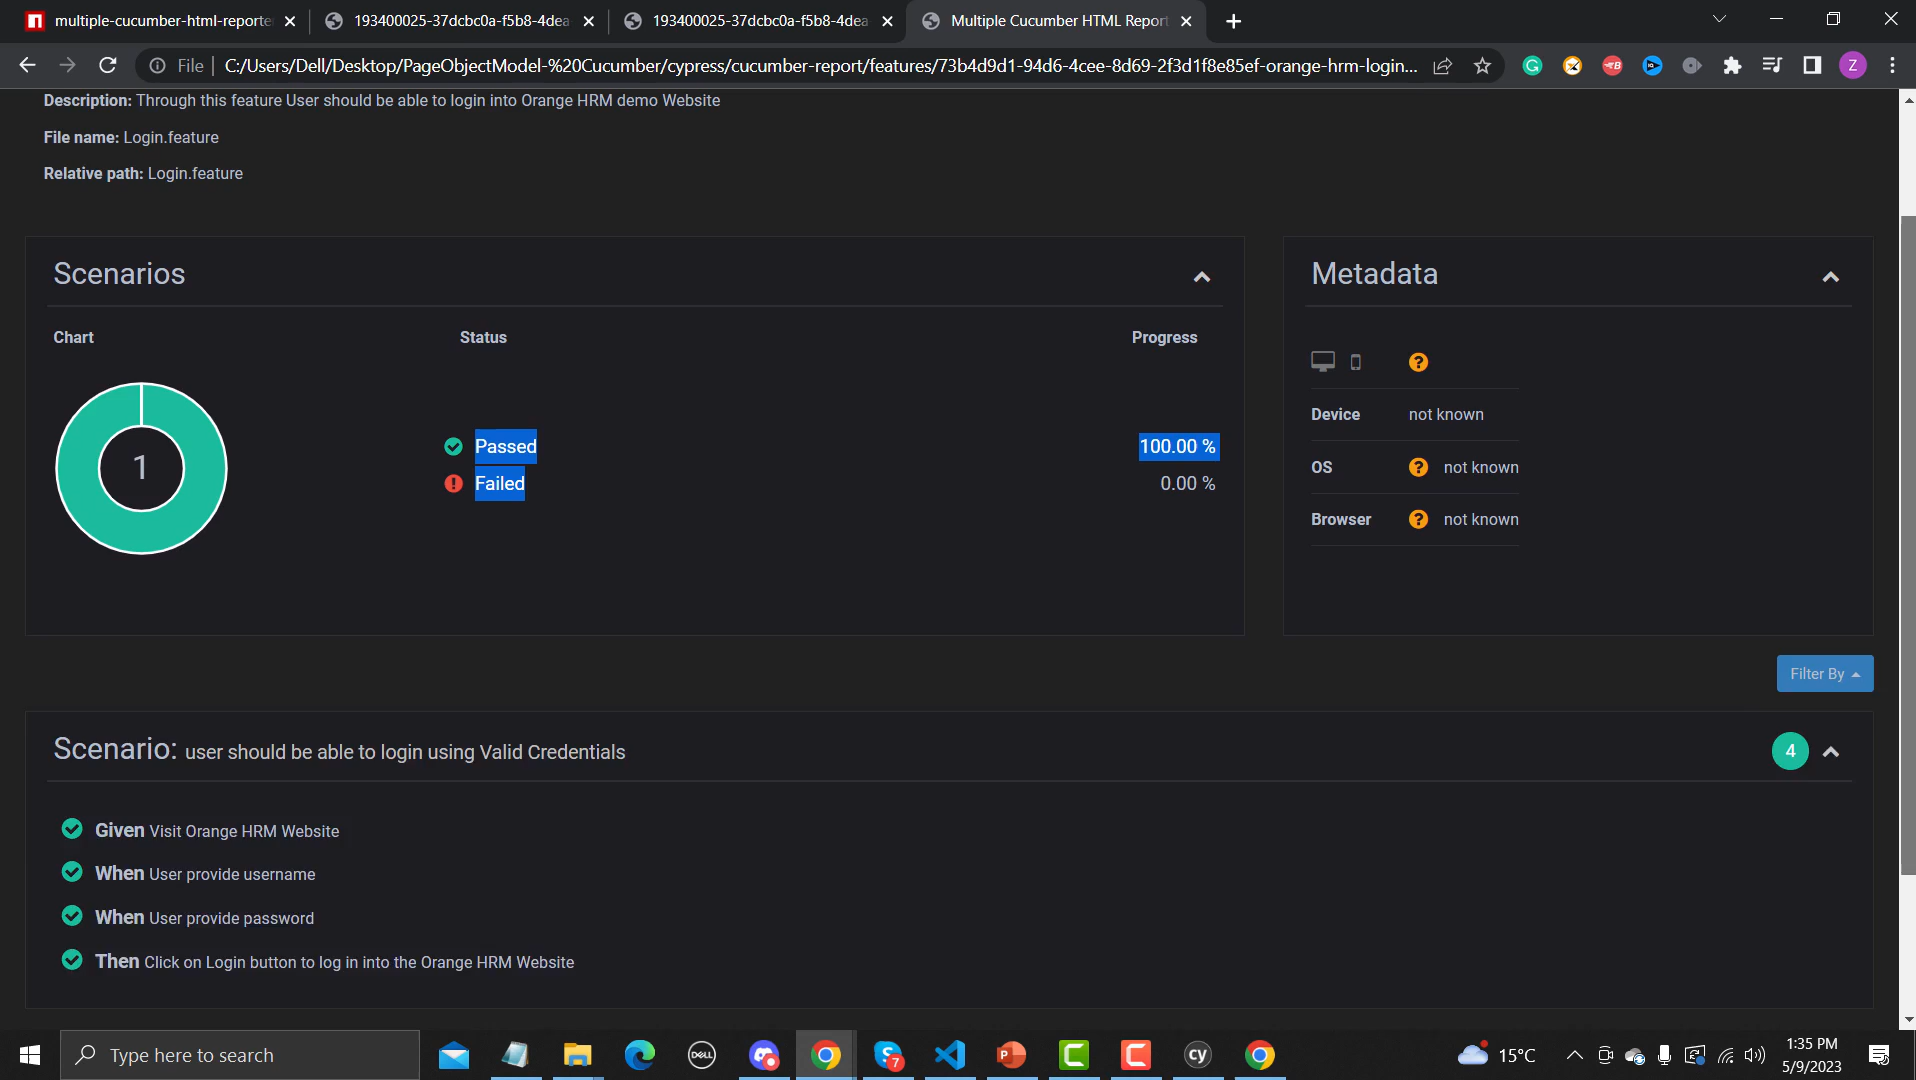 multiple-cucumber-html-reporte
193400025-37dcbc0a-f5b8-4dea
193400025-37dcbc0a-f5b8-4dea
Multiple Cucumber HTML Report
File
C:/Users/Dell/Desktop/PageObjectModel-%20Cucumber/cypress/cucumber-report/features/73b4d9d1-94d6-4cee-8d69-2f3d1f8e85ef-orange-hrm-login...
Z
Description: Through this feature User should be able to login into Orange HRM demo Website
File name: Login.feature
Relative path: Login.feature
Scenarios
Chart
Status
Progress
1
Passed
100.00 %
Failed
0.00 %
Metadata
Device not known
OS not known
Browser not known
Filter By
Scenario: user should be able to login using Valid Credentials
4
Given Visit Orange HRM Website
When User provide username
When User provide password
Then Click on Login button to log in into the Orange HRM Website
Type here to search
DELL
7
cy
15°C
1:35 PM
5/9/2023